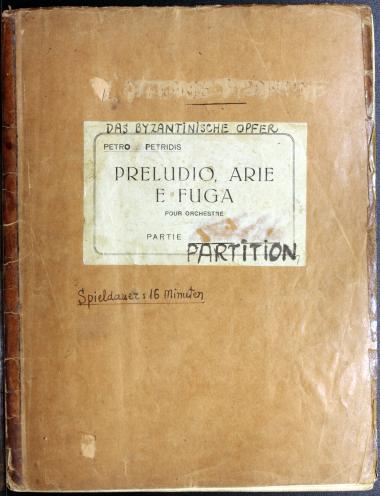 DAS BYZANTINISCHE OPFER
PETRO PETRIDIS
PRELUDIO, ARIE
E FUGA
POUR ORCHESTRE
PARTIE
PARTITION
Spieldauer: 16 Minuten